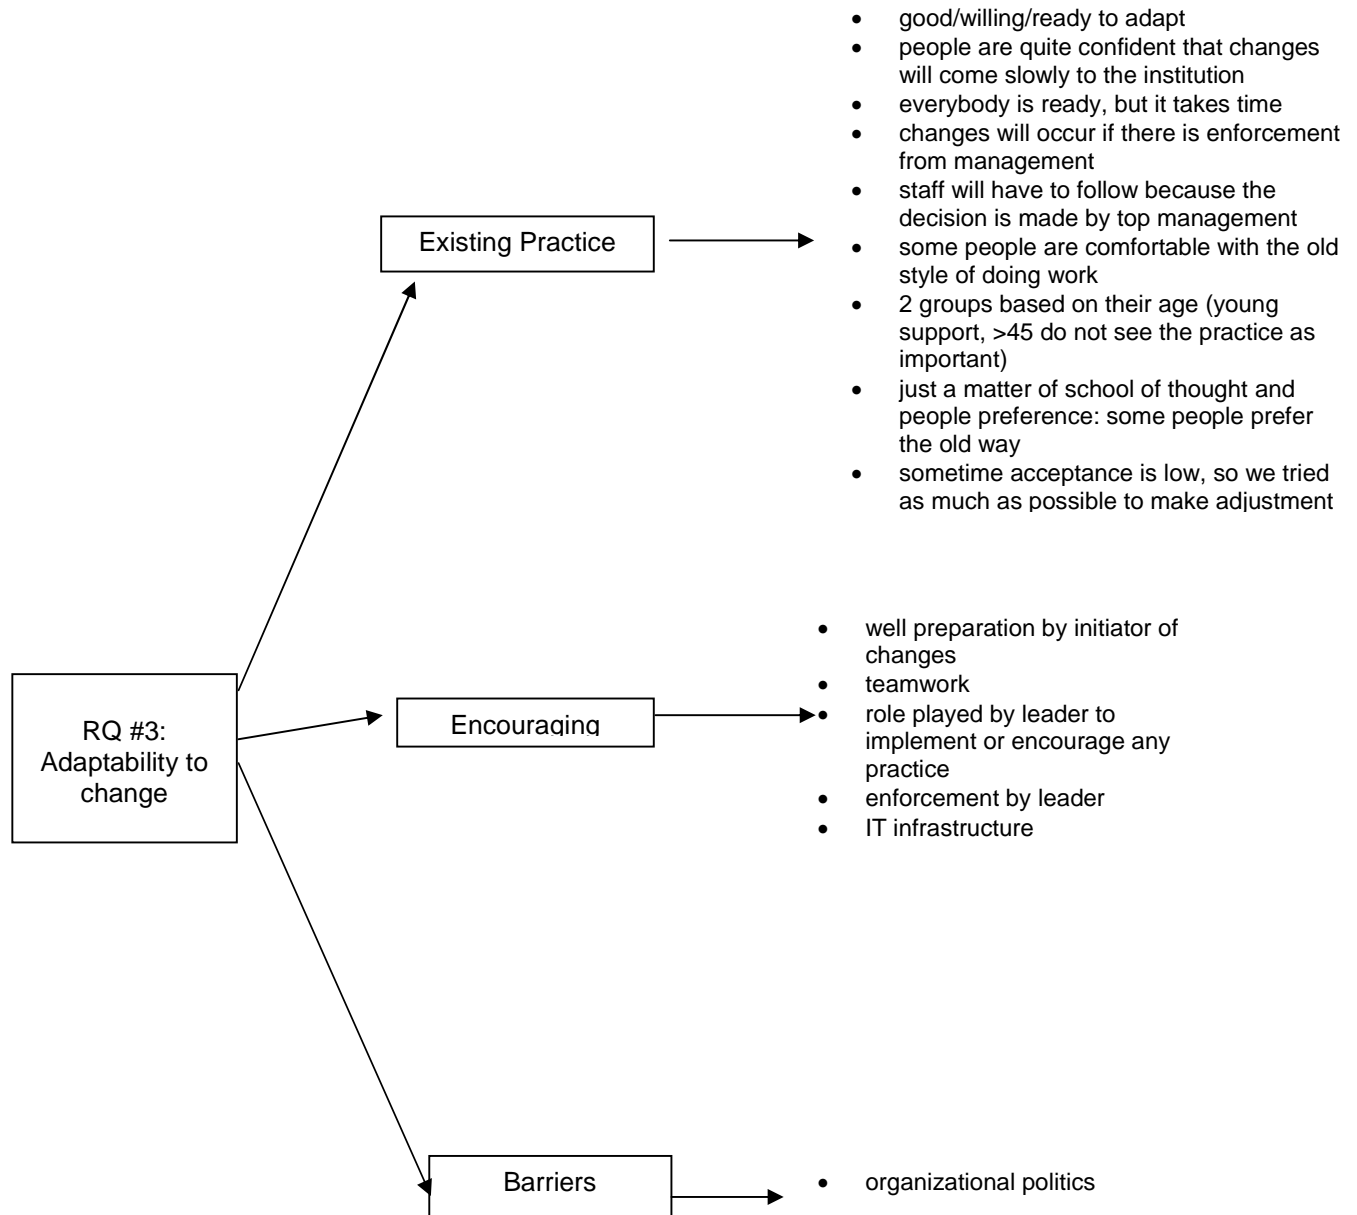 • good/willing/ready to adapt
• people are quite confident that changes
will come slowly to the institution
• everybody is ready, but it takes time
• changes will occur if there is enforcement
from management
• staff will have to follow because the
decision is made by top management
• some people are comfortable with the old
style of doing work
• 2 groups based on their age (young
support, >45 do not see the practice as
important)
• just a matter of school of thought and
people preference: some people prefer
the old way
• sometime acceptance is low, so we tried
as much as possible to make adjustment
Existing Practice
RQ #3:
Adaptability to
change
Encouraging
• well preparation by initiator of
changes
• teamwork
• role played by leader to
implement or encourage any
practice
• enforcement by leader
• IT infrastructure
Barriers
• organizational politics